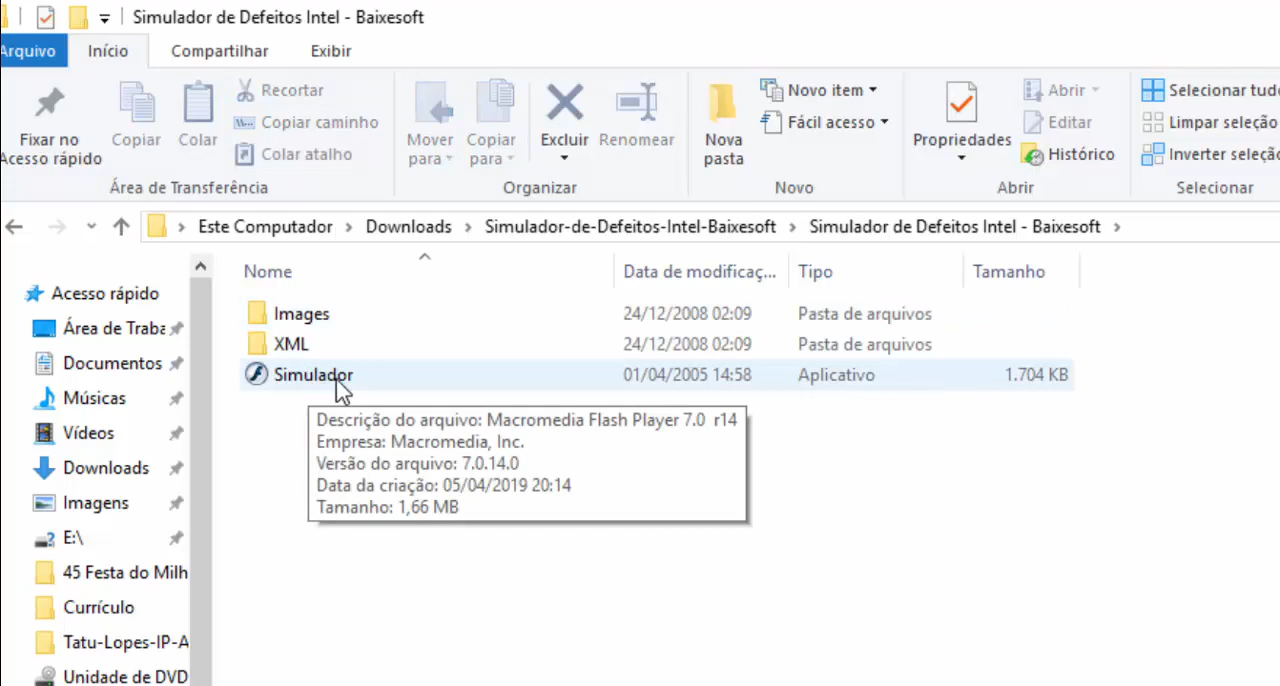 Simulador de Defeitos Intel - Baixesoft
Arquivo Início Compartilhar Exibir
Fixar no
Acesso rápido
Copiar
Colar
Recortar
Copiar caminho
Colar atalho
Área de Transferência
Mover
para
Copiar
para
Excluir
Renomear
Organizar
Nova
pasta
Novo item
Fácil acesso
Novo
Propriedades
Abrir
Editar
Histórico
Abrir
Selecionar tudo
Limpar seleção
Inverter seleção
Selecionar
Este Computador > Downloads > Simulador-de-Defeitos-Intel-Baixesoft > Simulador de Defeitos Intel - Baixesoft >
Acesso rápido
Área de Traba
Documentos
Músicas
Vídeos
Downloads
Imagens
E:\
45 Festa do Milh
Currículo
Tatu-Lopes-IP-A
Unidade de DVD
Nome Data de modificaç... Tipo Tamanho
Images 24/12/2008 02:09 Pasta de arquivos
XML 24/12/2008 02:09 Pasta de arquivos
Simulador 01/04/2005 14:58 Aplicativo 1.704 KB
Descrição do arquivo: Macromedia Flash Player 7.0 r14
Empresa: Macromedia, Inc.
Versão do arquivo: 7.0.14.0
Data da criação: 05/04/2019 20:14
Tamanho: 1,66 MB